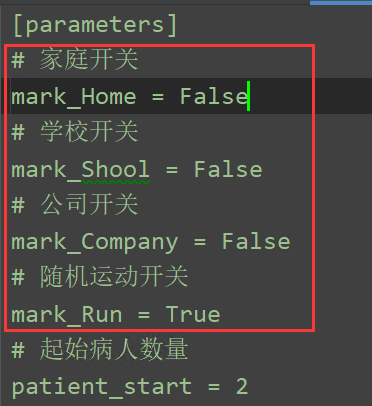 [parameters]
# 家庭开关
mark_Home = False
# 学校开关
mark_Shool = False
# 公司开关
mark_Company = False
# 随机运动开关
mark_Run = True
# 起始病人数量
patient_start = 2